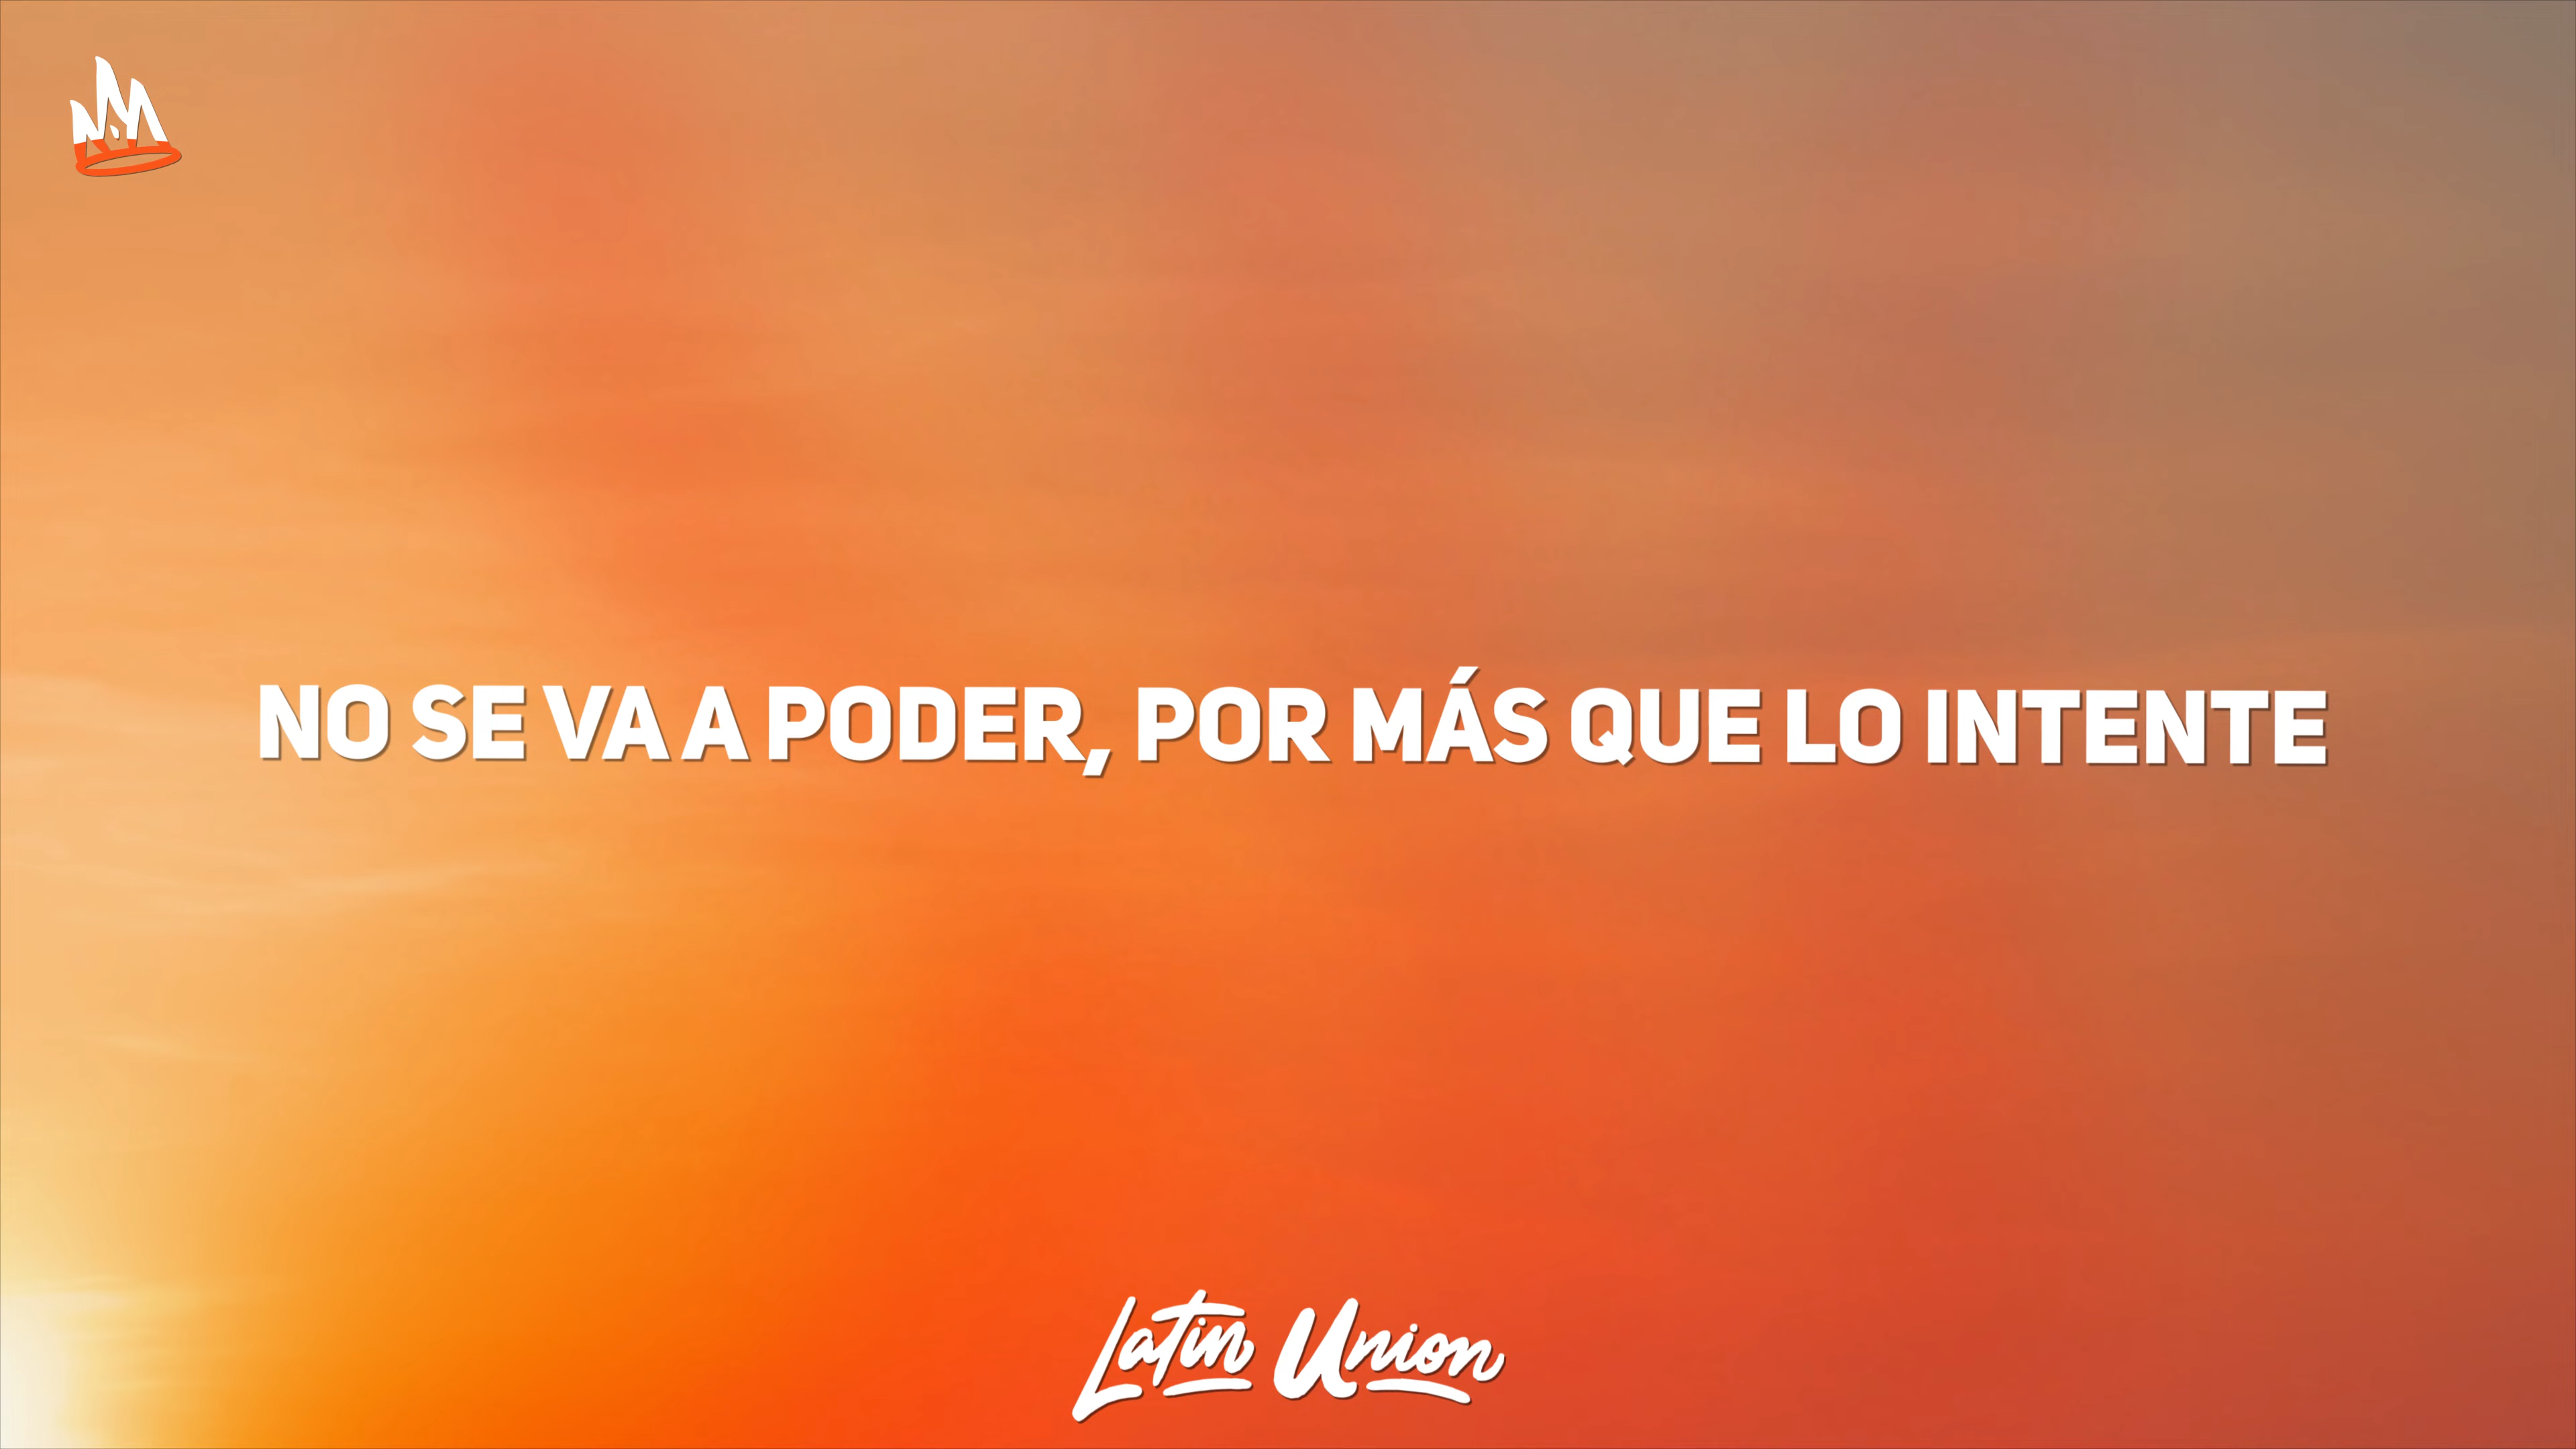 NO SE VA A PODER, POR MÁS QUE LO INTENTE
Latin Union